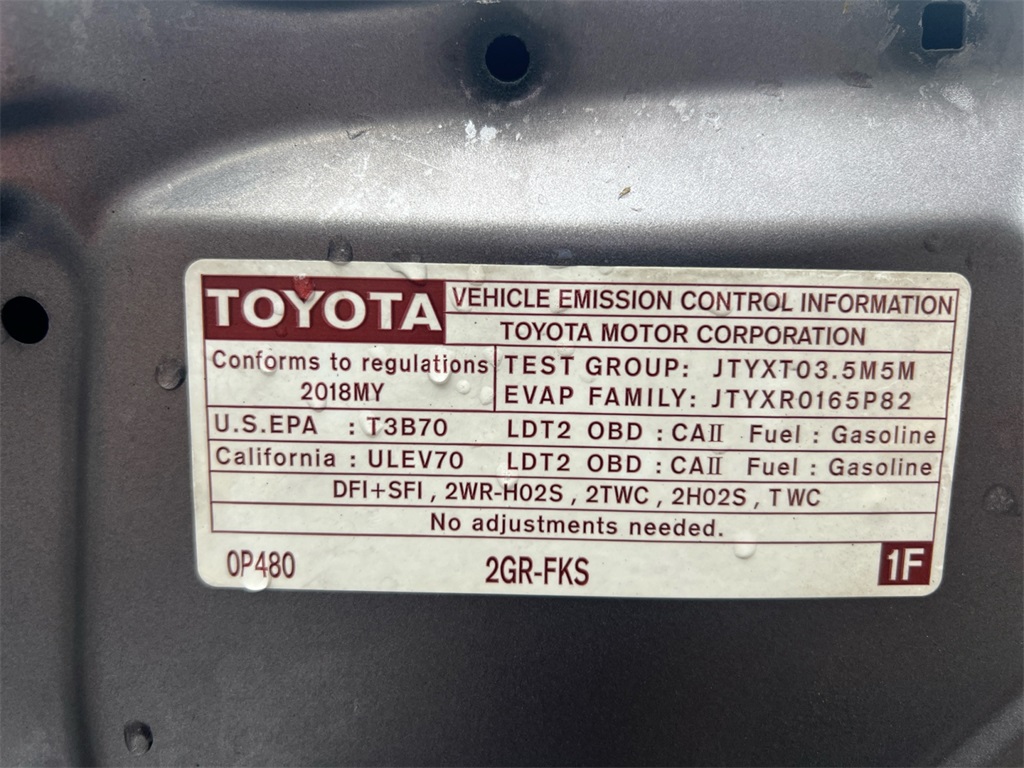 TOYOTA
VEHICLE EMISSION CONTROL INFORMATION
TOYOTA MOTOR CORPORATION
Conforms to regulations
2018MY
TEST GROUP: JTYXT03.5M5M
EVAP FAMILY: JTYXR0165P82
U.S.EPA : T3B70 LDT2 OBD : CAII Fuel : Gasoline
California : ULEV70 LDT2 OBD : CAII Fuel : Gasoline
DFI+SFI , 2WR-HO2S , 2TWC , 2HO2S , TWC
No adjustments needed.
0P480 2GR-FKS 1F